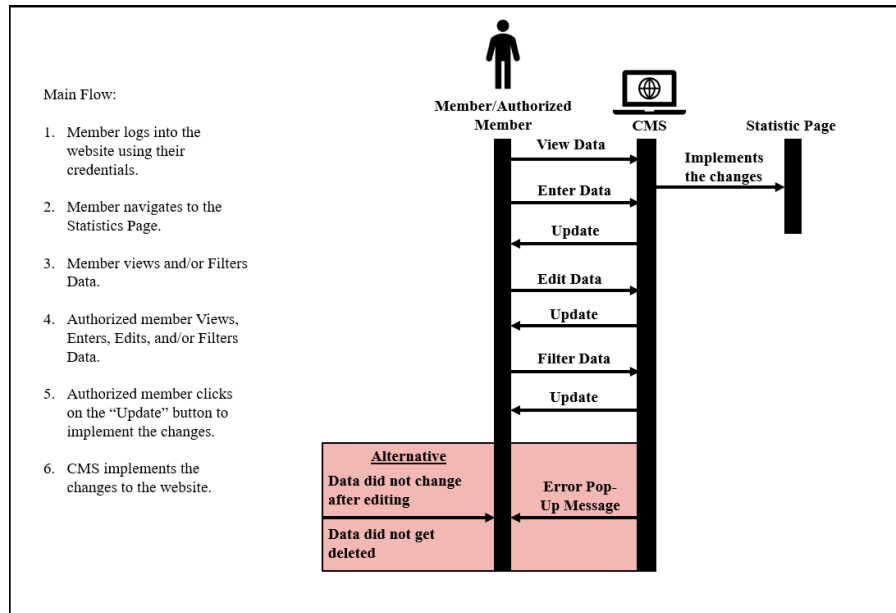 Main Flow:
1. Member logs into the
website using their
credentials.
2. Member navigates to the
Statistics Page.
3. Member views and/or Filters
Data.
4. Authorized member Views,
Enters, Edits, and/or Filters
Data.
5. Authorized member clicks
on the “Update” button to
implement the changes.
6. CMS implements the
changes to the website.
Member/Authorized
Member
CMS
Statistic Page
View Data
Implements
the changes
Enter Data
Update
Edit Data
Update
Filter Data
Update
Alternative
Data did not change
after editing
Error Pop-
Up Message
Data did not get
deleted